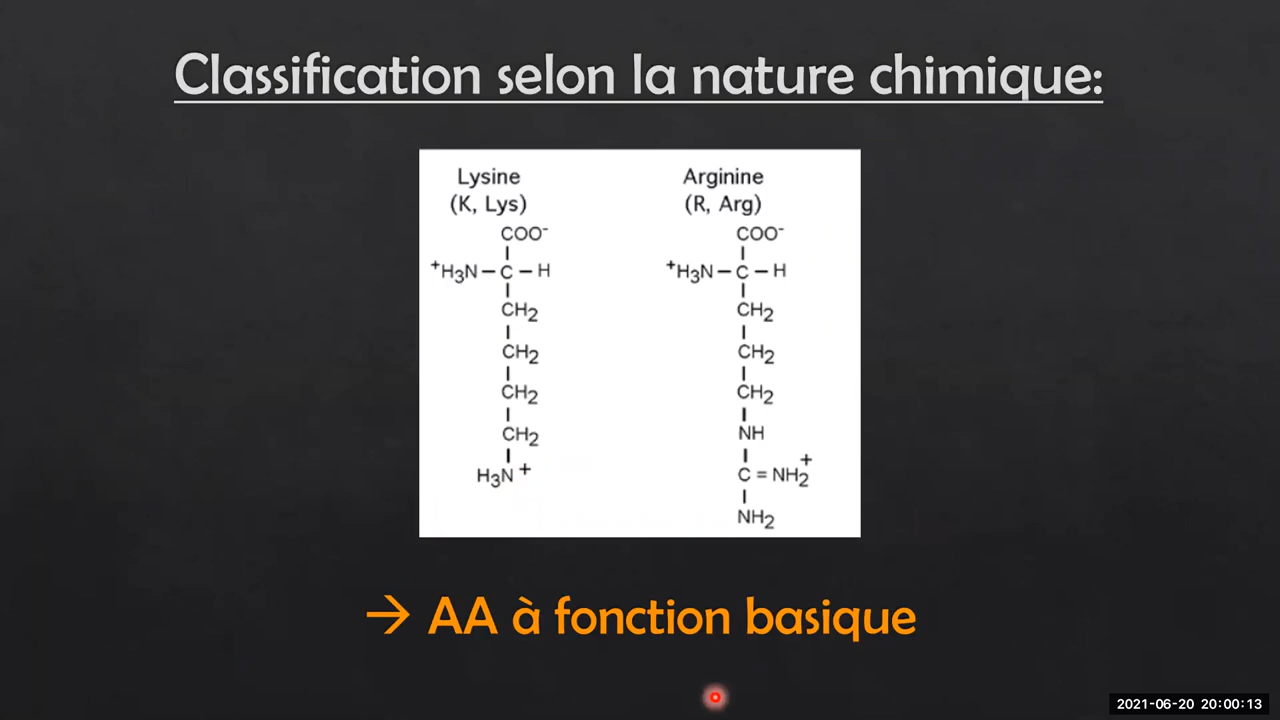 Classification selon la nature chimique:
Lysine
(K, Lys)
COO⁻
⁺H₃N–C–H
CH₂
CH₂
CH₂
CH₂
H₃N⁺
Arginine
(R, Arg)
COO⁻
⁺H₃N–C–H
CH₂
CH₂
CH₂
NH
C=NH₂⁺
NH₂
→ AA à fonction basique
2021-06-20 20:00:13